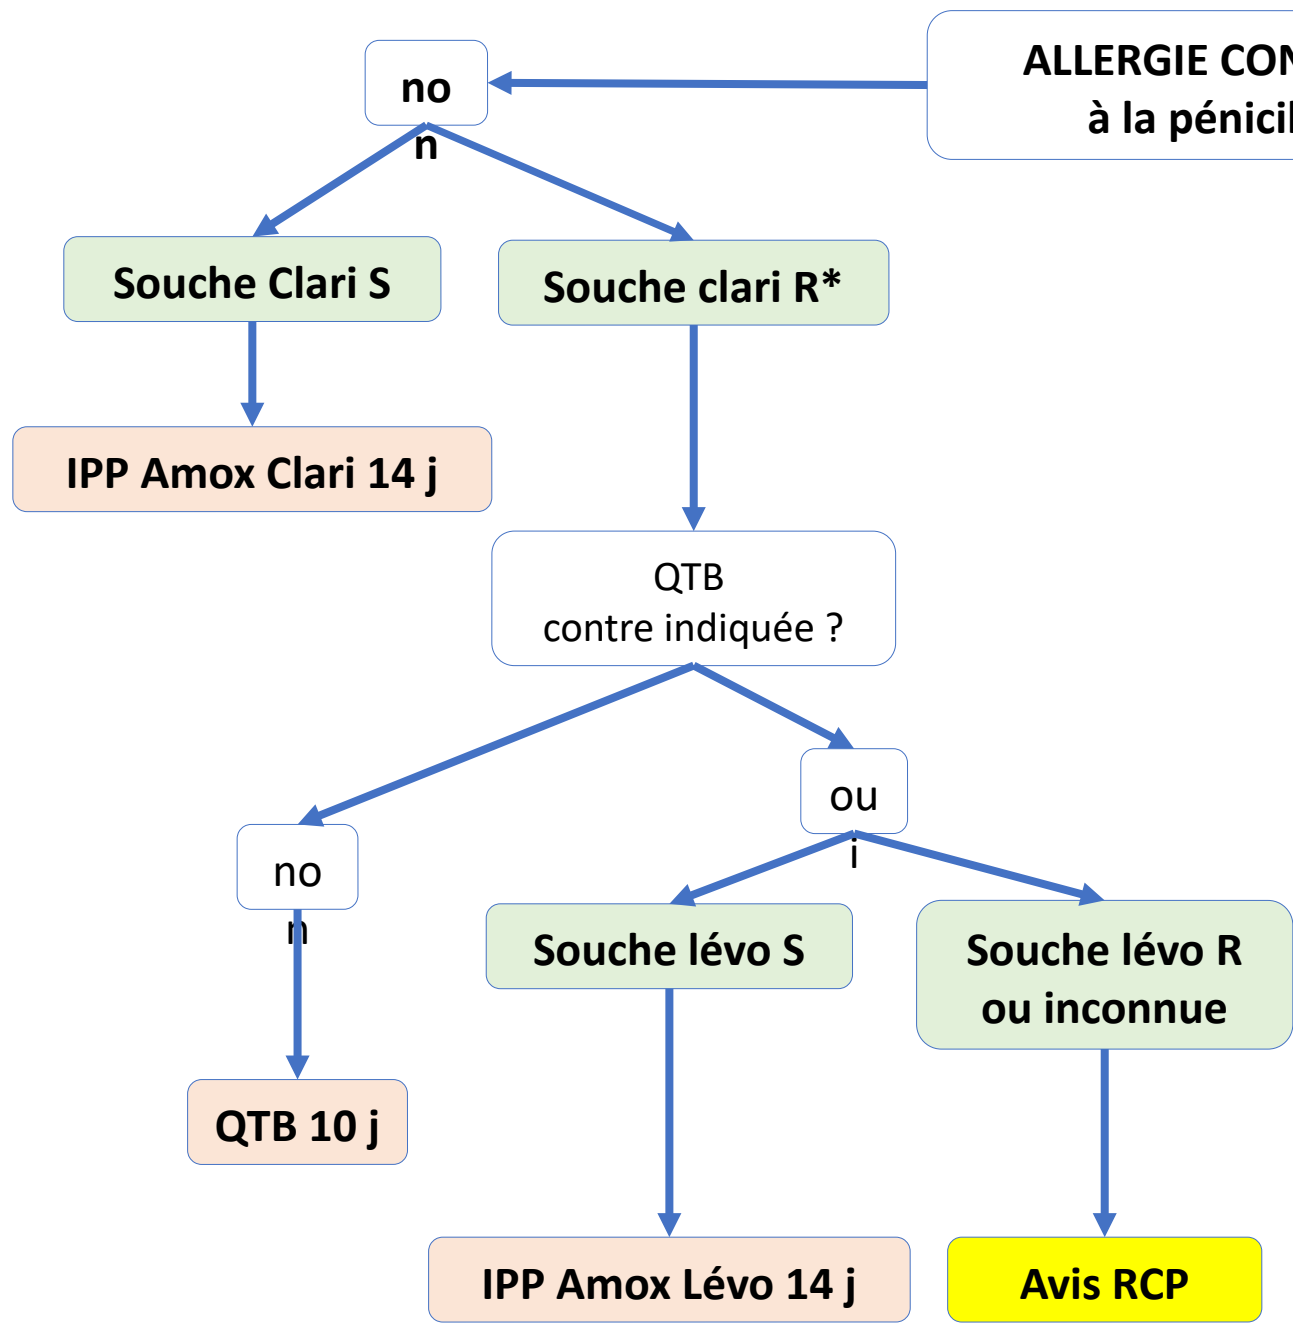 ALLERGIE CON
à la pénicil
no
n
Souche Clari S
Souche clari R*
IPP Amox Clari 14 j
QTB
contre indiquée ?
ou
i
no
n
Souche lévo S
Souche lévo R
ou inconnue
QTB 10 j
IPP Amox Lévo 14 j
Avis RCP